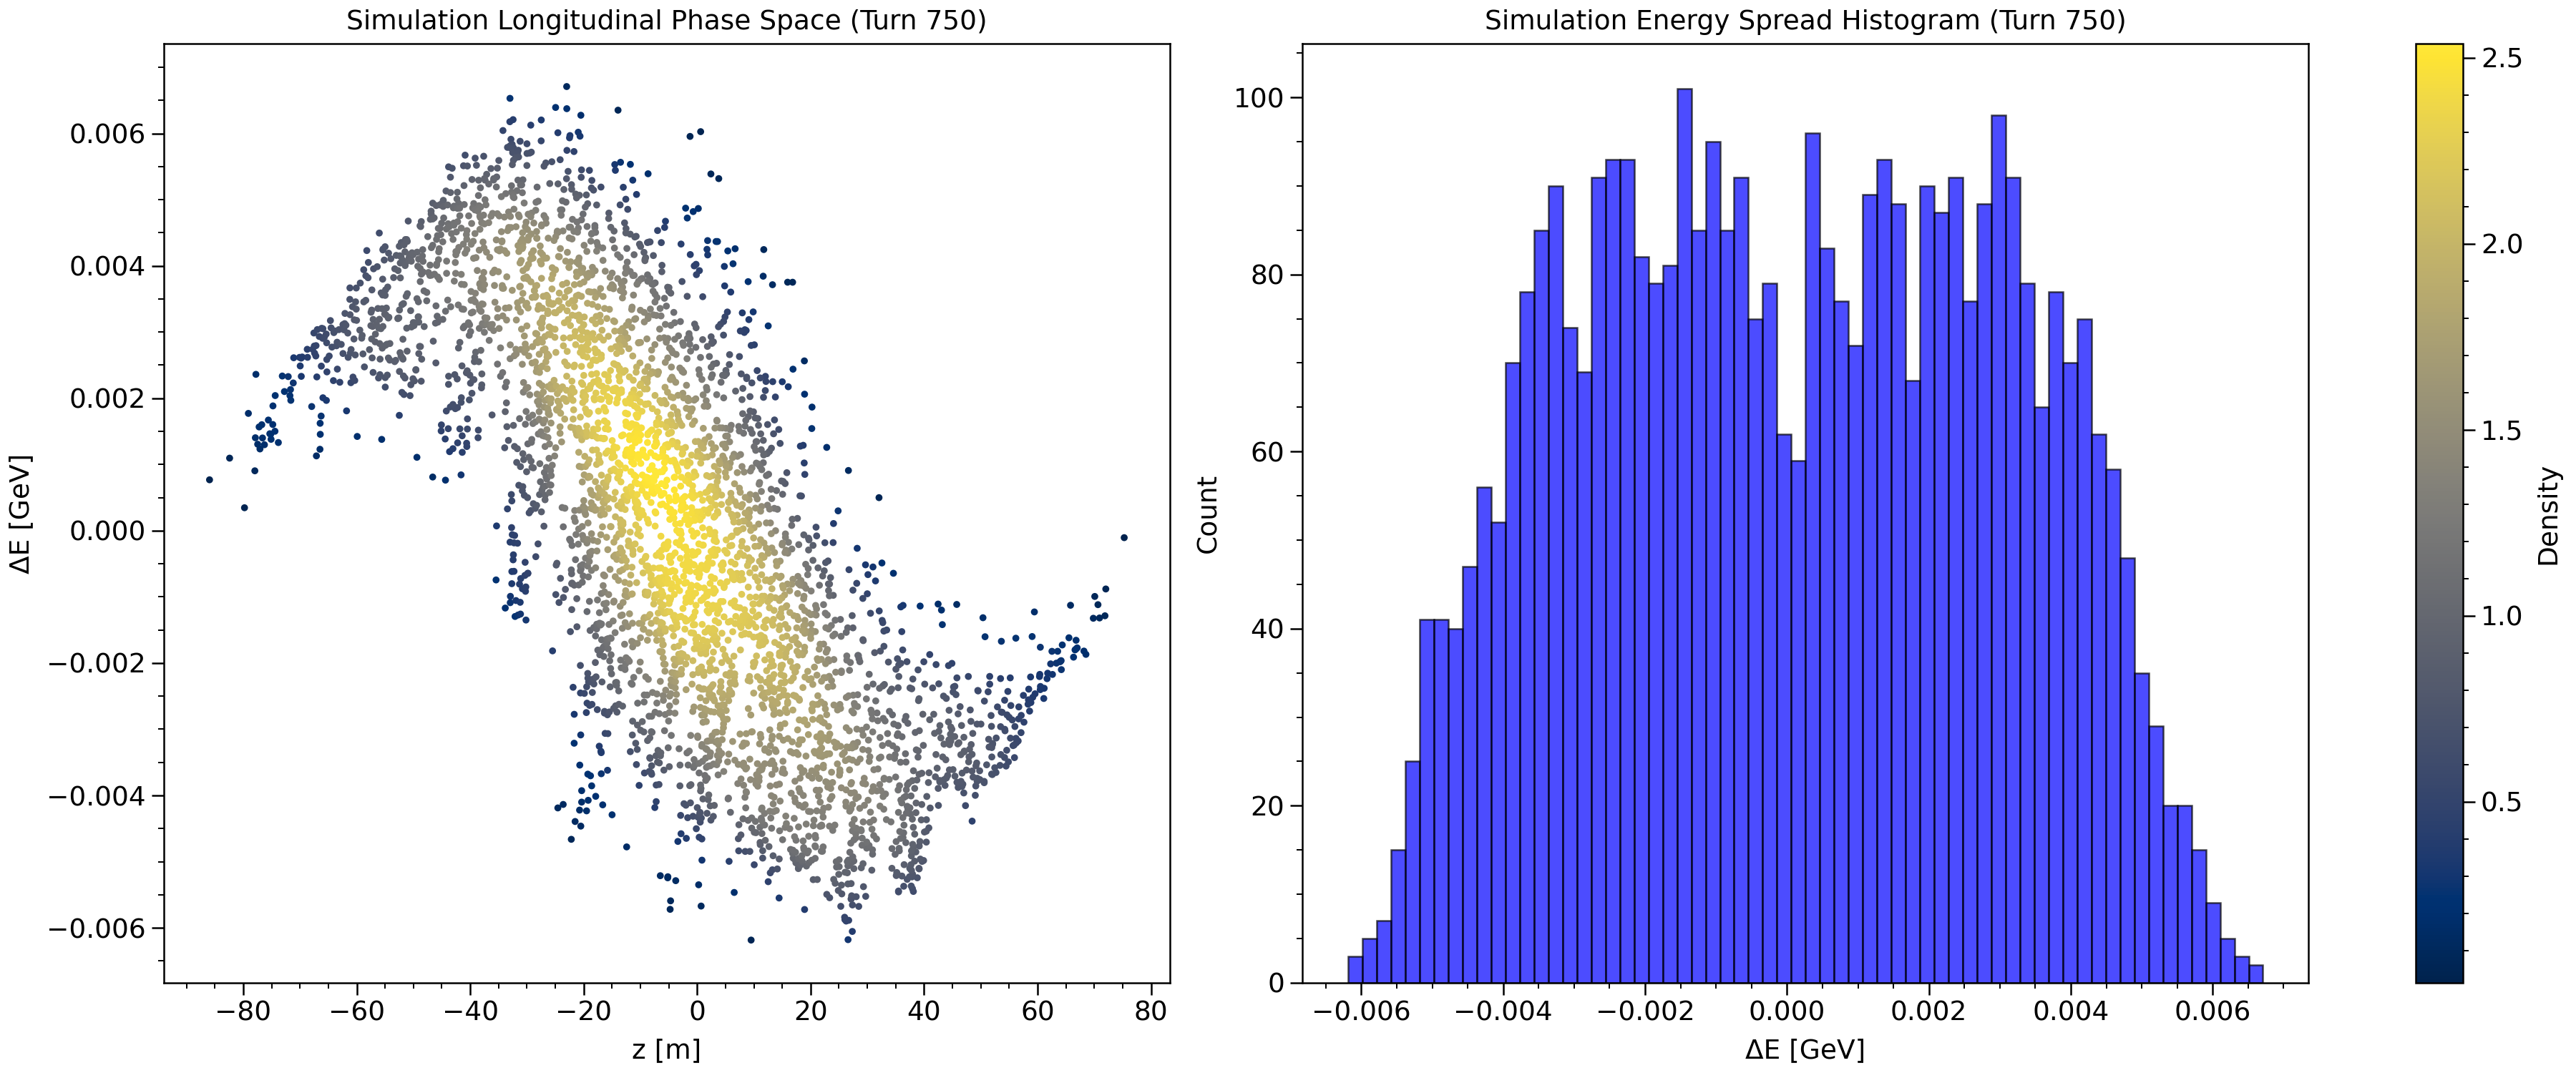 Simulation Longitudinal Phase Space (Turn 750)
ΔE [GeV]
0.006
0.004
0.002
0.000
−0.002
−0.004
−0.006
−80 −60 −40 −20 0 20 40 60 80
z [m]
Simulation Energy Spread Histogram (Turn 750)
Count
100
80
60
40
20
0
−0.006 −0.004 −0.002 0.000 0.002 0.004 0.006
ΔE [GeV]
2.5
2.0
1.5
1.0
0.5
Density